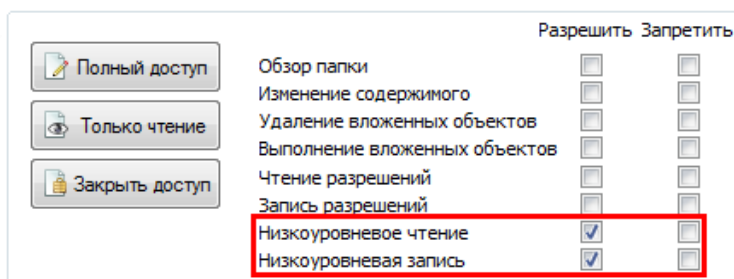 Разрешить Запретить
Полный доступ
Обзор папки
Изменение содержимого
Только чтение
Удаление вложенных объектов
Выполнение вложенных объектов
Закрыть доступ
Чтение разрешений
Запись разрешений
Низкоуровневое чтение
Низкоуровневая запись